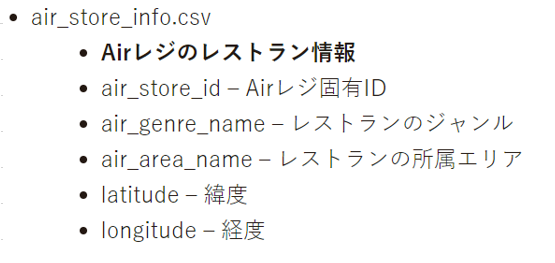 air_store_info.csv
Airレジのレストラン情報
air_store_id – Airレジ固有ID
air_genre_name – レストランのジャンル
air_area_name – レストランの所属エリア
latitude – 緯度
longitude – 経度